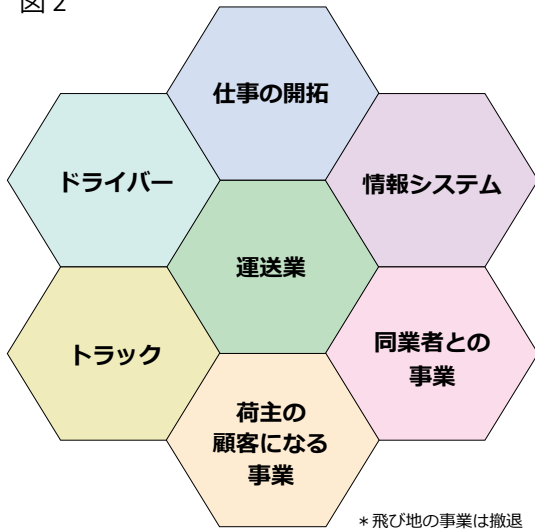 図2
仕事の開拓
ドライバー
情報システム
運送業
トラック
同業者との
事業
荷主の
顧客になる
事業
＊飛び地の事業は撤退